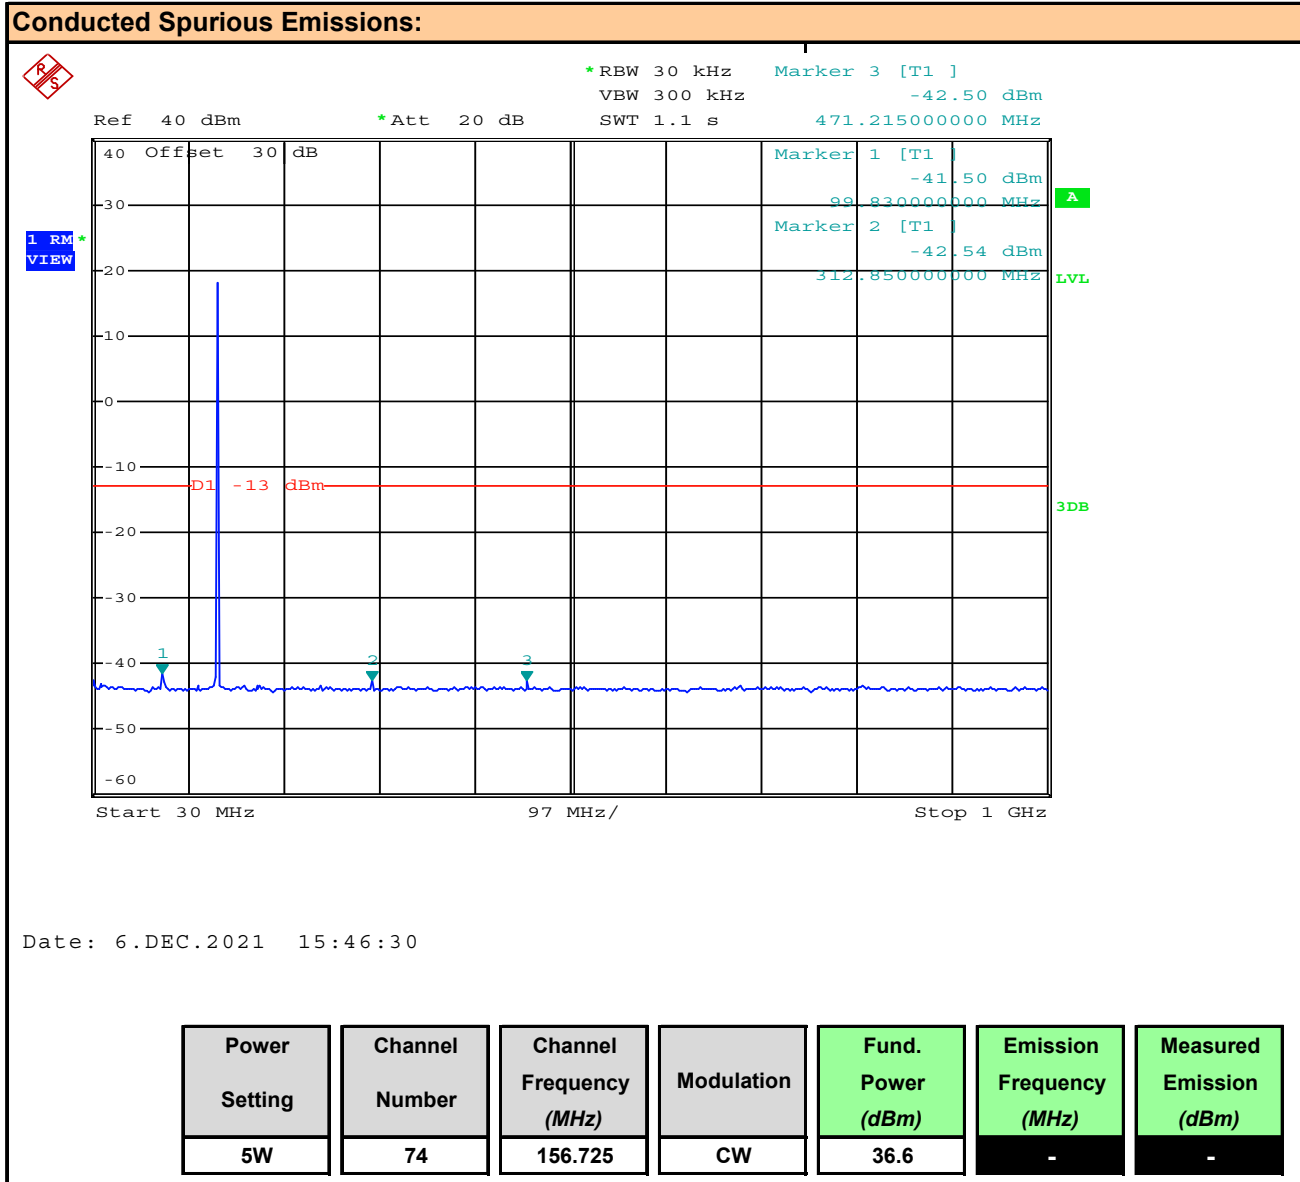 Conducted Spurious Emissions:
R S
*RBW 30 kHz
VBW 300 kHz
SWT 1.1 s
Marker 3 [T1 ]
-42.50 dBm
471.215000000 MHz
Ref 40 dBm
*Att 20 dB
40 Offset 30 dB
Marker 1 [T1 ]
-41.50 dBm
99.830000000 MHz
Marker 2 [T1 ]
-42.54 dBm
312.850000000 MHz
A
LVL
3DB
1 RM *
VIEW
30
20
10
0
-10
D1 -13 dBm
-20
-30
-40
-50
-60
1
2
3
Start 30 MHz
97 MHz/
Stop 1 GHz
Date: 6.DEC.2021 15:46:30
Power Setting
Channel Number
Channel Frequency (MHz)
Modulation
Fund. Power (dBm)
Emission Frequency (MHz)
Measured Emission (dBm)
5W 74 156.725 CW 36.6 - -